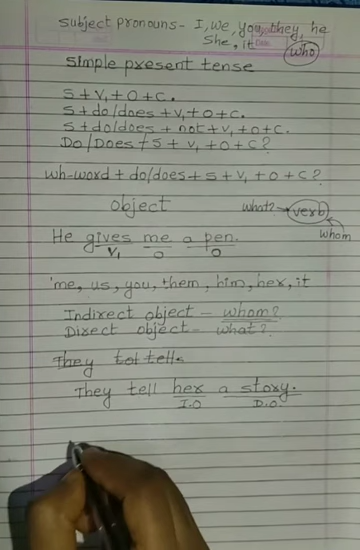 subject pronouns - I, we, you, they, he
she, it
who
simple present tense
S + V₁ + O + C.
S + do/does + V₁ + O + C.
S + do/does + not + V₁ + O + C.
Do/Does + S + V₁ + O + C?
wh-word + do/does + S + V₁ + O + C?
object
what? → verb
whom
He gives me a pen.
V₁ O O
me, us, you, them, him, her, it
Indirect object - whom?
Direct object - what?
They tot tell.
They tell her a story.
I.O D.O